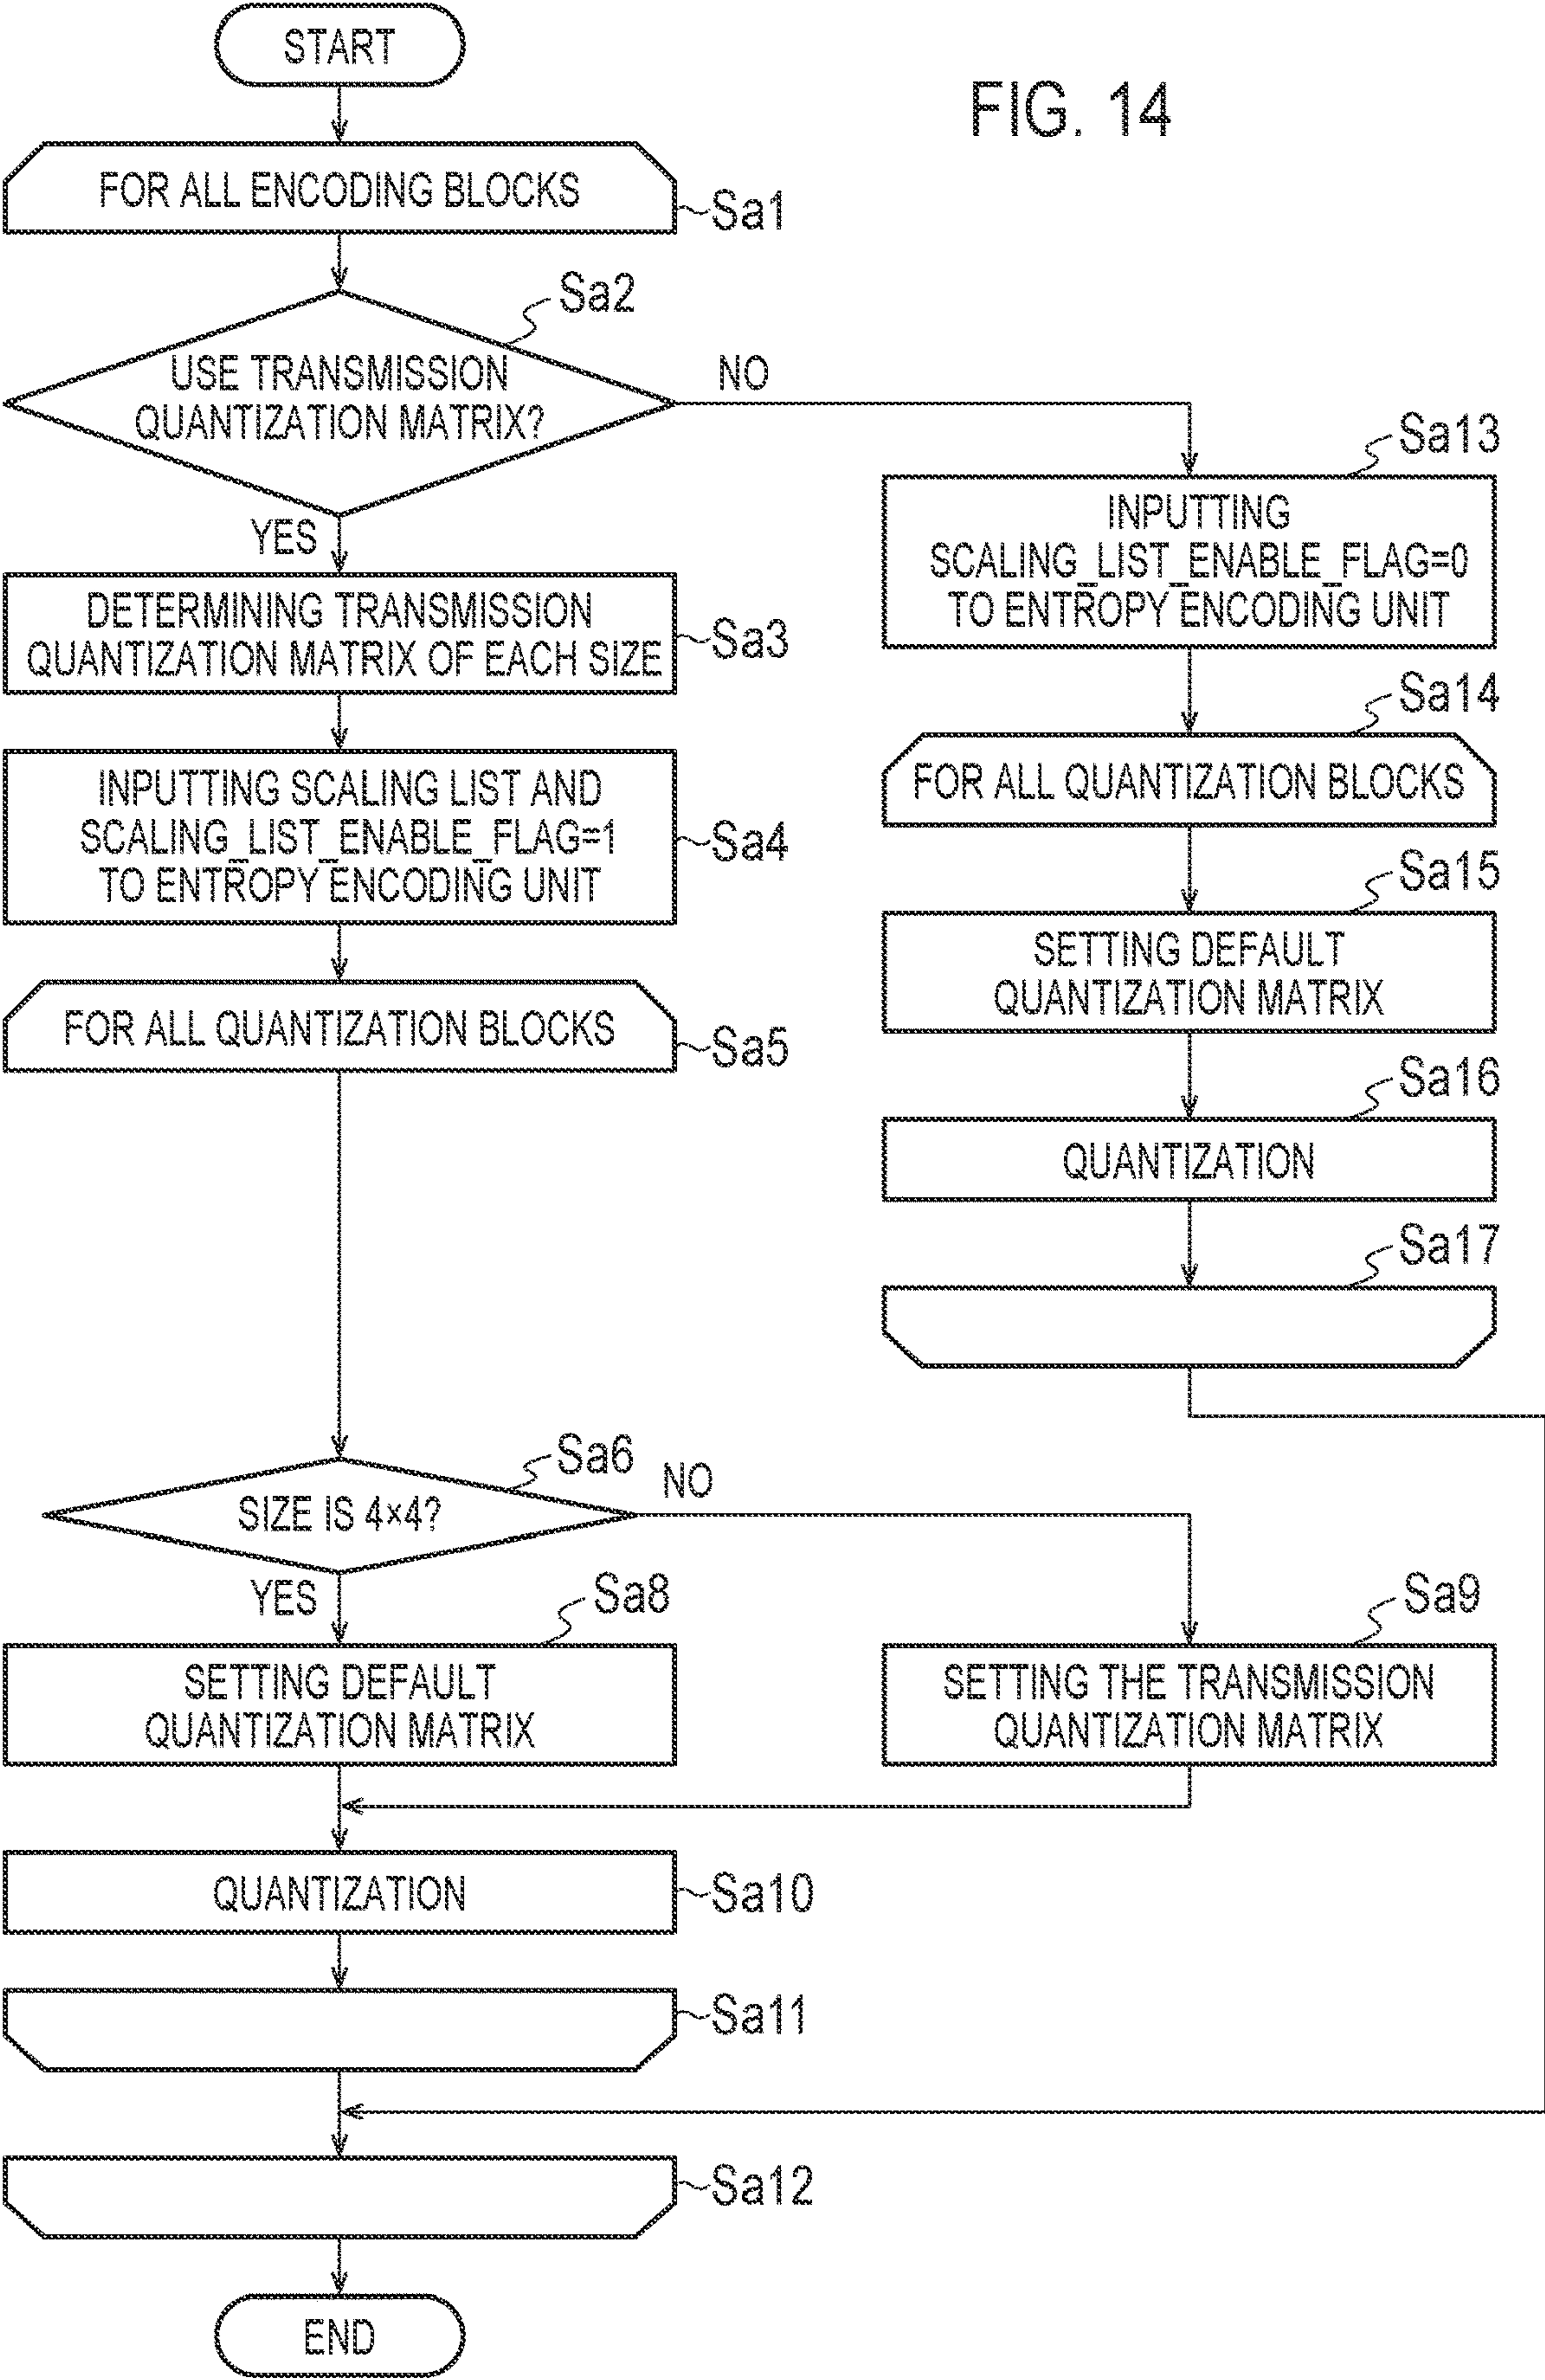 START
FIG. 14
FOR ALL ENCODING BLOCKS
Sa1
Sa2
USE TRANSMISSION
QUANTIZATION MATRIX?
NO
YES
Sa13
INPUTTING
SCALING_LIST_ENABLE_FLAG=0
TO ENTROPY ENCODING UNIT
DETERMINING TRANSMISSION
QUANTIZATION MATRIX OF EACH SIZE
Sa3
Sa14
FOR ALL QUANTIZATION BLOCKS
INPUTTING SCALING LIST AND
SCALING_LIST_ENABLE_FLAG=1
TO ENTROPY ENCODING UNIT
Sa4
Sa15
SETTING DEFAULT
QUANTIZATION MATRIX
FOR ALL QUANTIZATION BLOCKS
Sa5
Sa16
QUANTIZATION
Sa17
Sa6
SIZE IS 4×4?
NO
YES
Sa8
SETTING DEFAULT
QUANTIZATION MATRIX
Sa9
SETTING THE TRANSMISSION
QUANTIZATION MATRIX
QUANTIZATION
Sa10
Sa11
Sa12
END